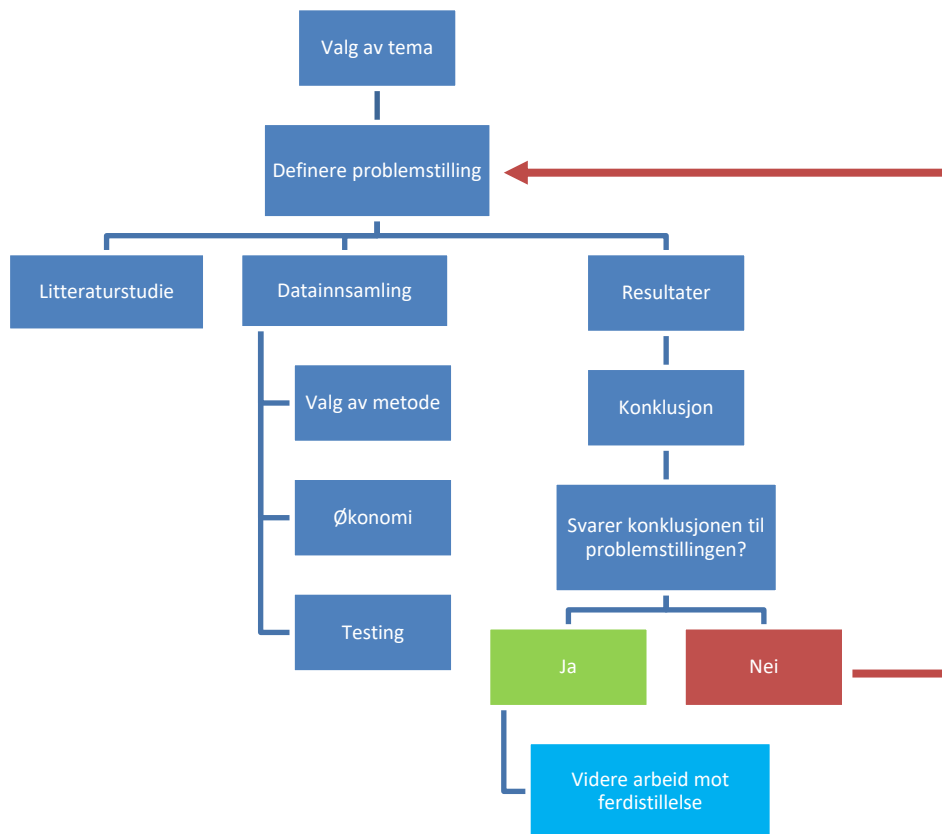 Valg av tema
Definere problemstilling
Litteraturstudie
Datainnsamling
Resultater
Valg av metode
Konklusjon
Økonomi
Svarer konklusjonen til
problemstillingen?
Testing
Ja
Nei
Videre arbeid mot
ferdistillelse